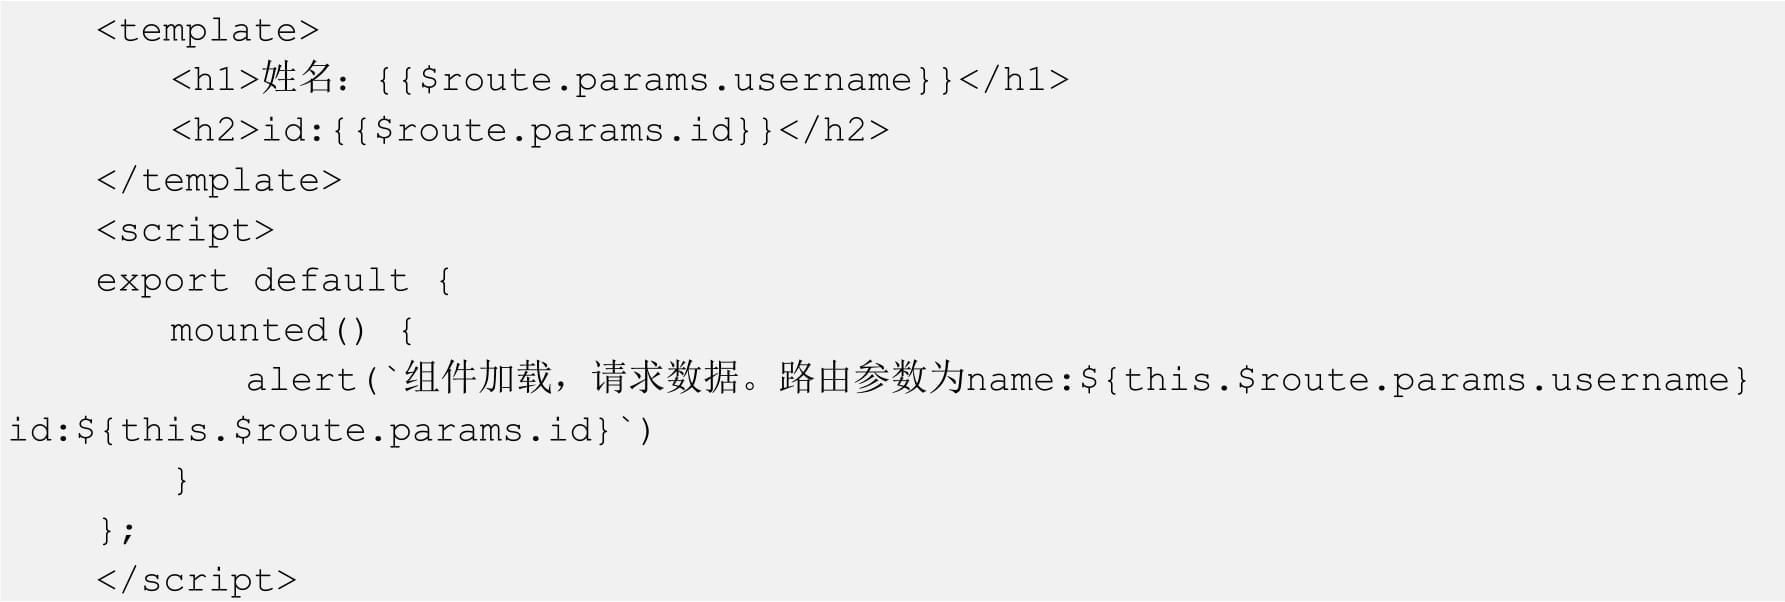 <template>
<h1>姓名：{{$route.params.username}}</h1>
<h2>id:{{$route.params.id}}</h2>
</template>
<script>
export default {
mounted() {
alert(`组件加载，请求数据。路由参数为name:${this.$route.params.username}
id:${this.$route.params.id}`)
}
};
</script>